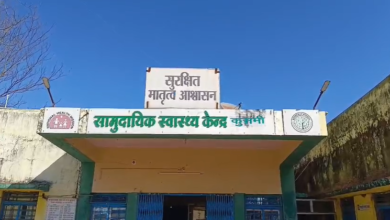 सुरक्षित
मातृत्व आश्वासन
सामुदायिक स्वास्थ्य केन्द्र